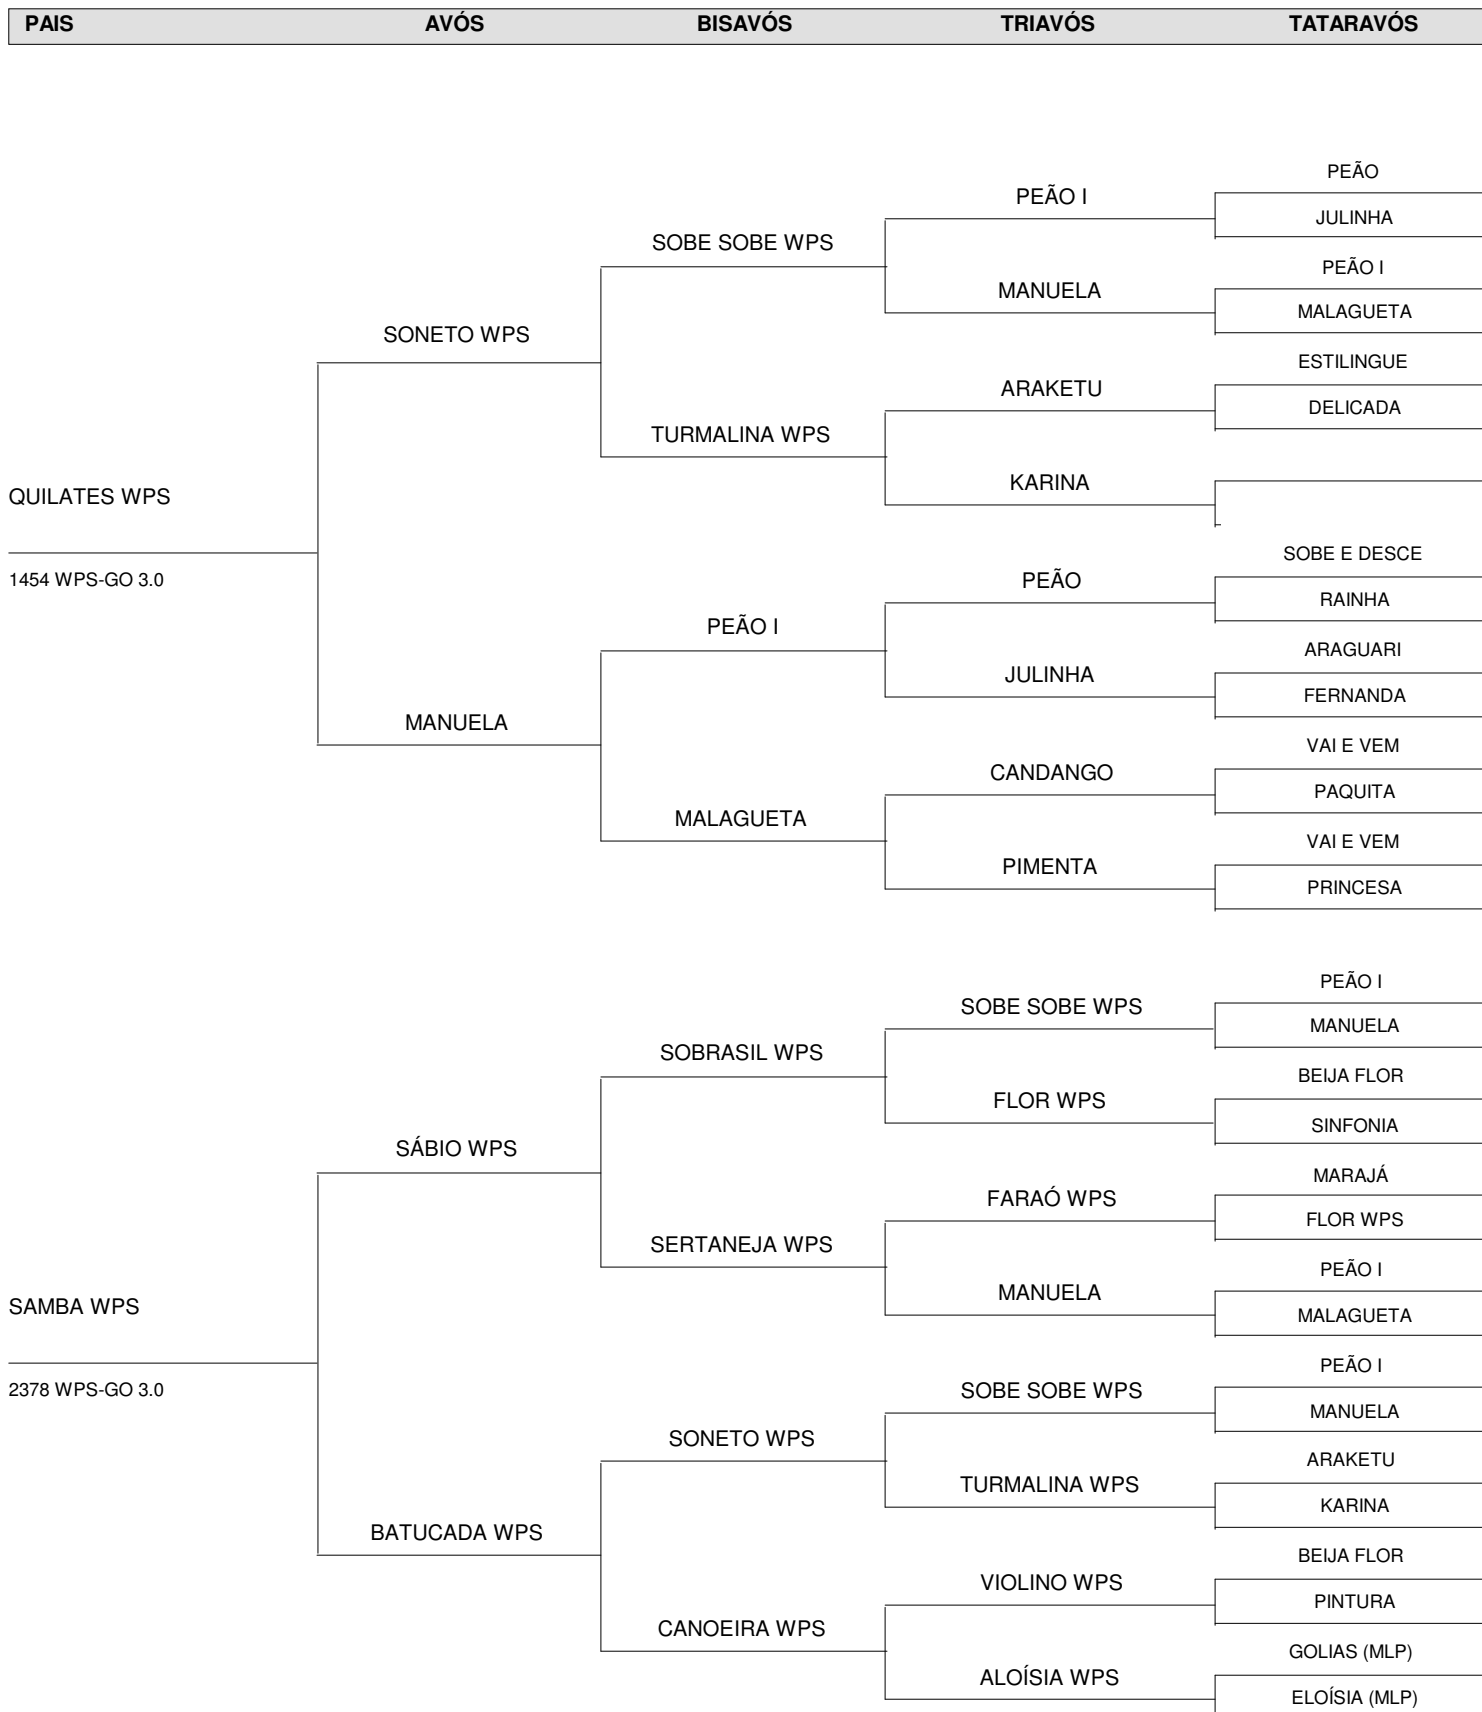 PAIS AVÓS BISAVÓS TRIAVÓS TATARAVÓS
PEÃO
PEÃO I
JULINHA
SOBE SOBE WPS
PEÃO I
MANUELA
MALAGUETA
SONETO WPS
ESTILINGUE
ARAKETU
DELICADA
TURMALINA WPS
KARINA
QUILATES WPS
SOBE E DESCE
1454 WPS-GO 3.0
PEÃO
RAINHA
PEÃO I
ARAGUARI
JULINHA
FERNANDA
MANUELA
VAI E VEM
CANDANGO
PAQUITA
MALAGUETA
VAI E VEM
PIMENTA
PRINCESA
PEÃO I
SOBE SOBE WPS
MANUELA
SOBRASIL WPS
BEIJA FLOR
FLOR WPS
SINFONIA
SÁBIO WPS
MARAJÁ
FARAÓ WPS
FLOR WPS
SERTANEJA WPS
PEÃO I
MANUELA
SAMBA WPS
MALAGUETA
PEÃO I
2378 WPS-GO 3.0
SOBE SOBE WPS
MANUELA
SONETO WPS
ARAKETU
TURMALINA WPS
KARINA
BATUCADA WPS
BEIJA FLOR
VIOLINO WPS
PINTURA
CANOEIRA WPS
GOLIAS (MLP)
ALOÍSIA WPS
ELOÍSIA (MLP)